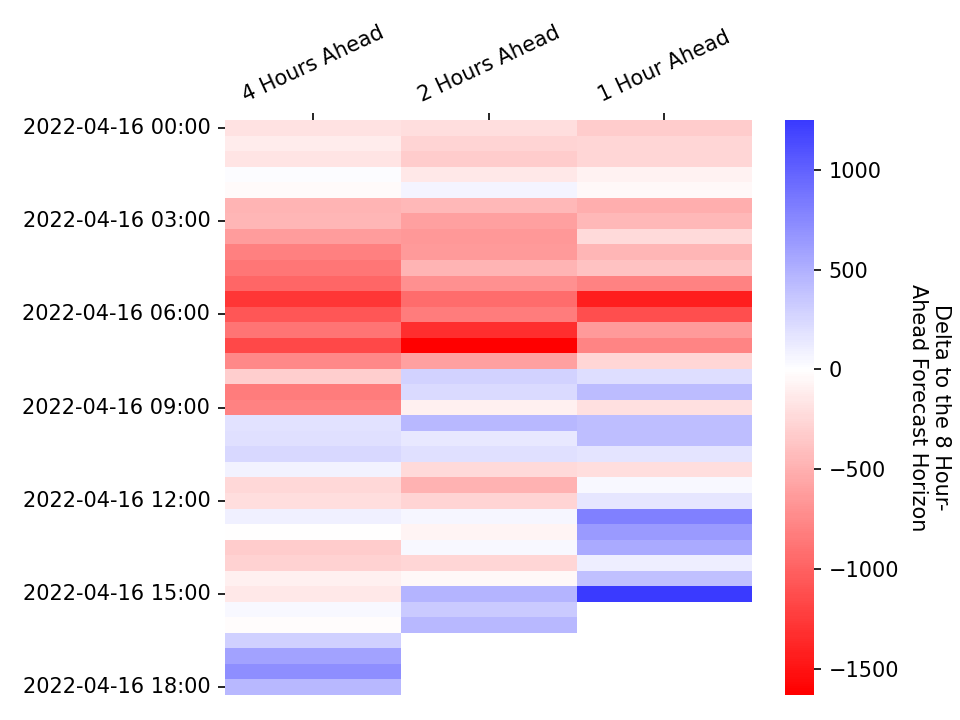 4 Hours Ahead
2 Hours Ahead
1 Hour Ahead
2022-04-16 00:00
2022-04-16 03:00
2022-04-16 06:00
2022-04-16 09:00
2022-04-16 12:00
2022-04-16 15:00
2022-04-16 18:00
1000
500
0
−500
−1000
−1500
Delta to the 8 Hour-
Ahead Forecast Horizon